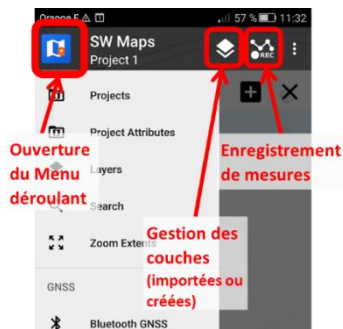 Orange F 57 % 11:32
SW Maps
Project 1
REC
Projects
Project Attributes
Ouverture
du Menu
déroulant
Enregistrement
de mesures
Layers
Search
Gestion des
couches
(importées ou
créées)
Zoom Extents
GNSS
Bluetooth GNSS